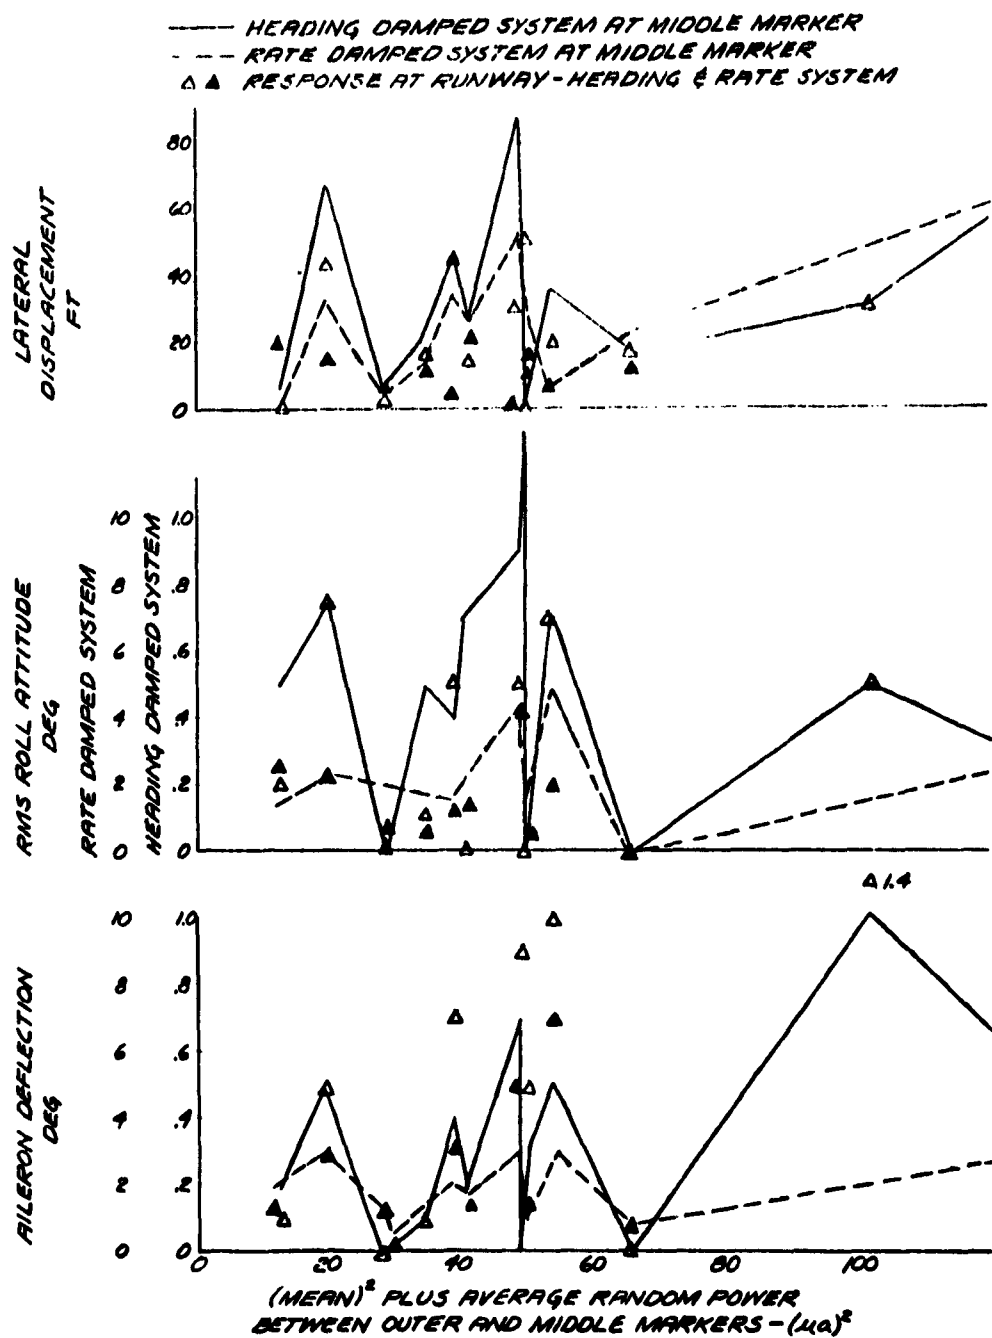 HEADING DAMPED SYSTEM AT MIDDLE MARKER
RATE DAMPED SYSTEM AT MIDDLE MARKER
RESPONSE AT RUNWAY-HEADING & RATE SYSTEM
LATERAL
DISPLACEMENT
FT
80
60
40
20
0
RMS ROLL ATTITUDE
DEG
RATE DAMPED SYSTEM
HEADING DAMPED SYSTEM
10 1.0
8 .8
6 .6
4 .4
2 .2
0 0
1.4
AILERON DEFLECTION
DEG
10 1.0
8 .8
6 .6
4 .4
2 .2
0 0
0 20 40 60 80 100
(MEAN)² PLUS AVERAGE RANDOM POWER
BETWEEN OUTER AND MIDDLE MARKERS-(μa)²